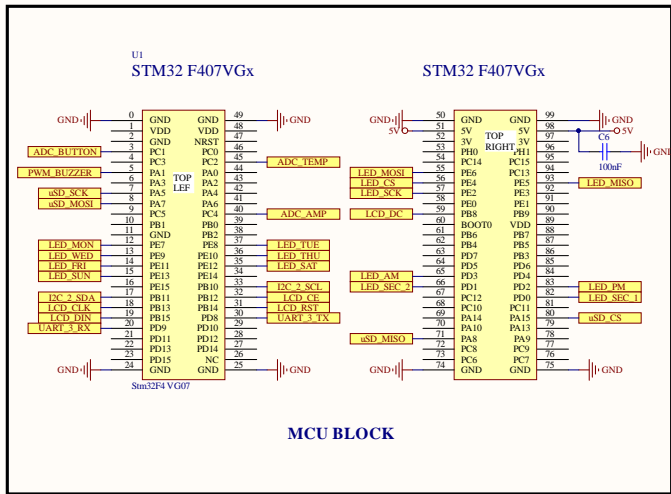 U1
STM32 F407VGx
GND 0 GND GND 49 GND
1 VDD VDD 48
2 GND NRST 47
ADC_BUTTON 3 PC1 PC0 46
4 PC3 PC2 45 ADC_TEMP
PWM_BUZZER 5 PA1 PA0 44
6 PA3 TOP PA2 43
uSD_SCK 7 PA5 LEF PA4 42
uSD_MOSI 8 PA7 PA6 41
9 PC5 PC4 40 ADC_AMP
10 PB1 PB0 39
11 GND PB2 38
LED_MON 12 PE7 PE8 37 LED_TUE
LED_WED 13 PE9 PE10 36 LED_THU
LED_FRI 14 PE11 PE12 35 LED_SAT
LED_SUN 15 PE13 PE14 34
16 PE15 PB10 33 I2C_2_SCL
I2C_2_SDA 17 PB11 PB12 32 LCD_CE
LCD_CLK 18 PB13 PB14 31 LCD_RST
LCD_DIN 19 PB15 PD8 30 UART_3_TX
UART_3_RX 20 PD9 PD10 29
21 PD11 PD12 28
22 PD13 PD14 27
23 PD15 NC 26
GND 24 GND GND 25 GND
Stm32F4 VG07
STM32 F407VGx
GND 50 GND GND 99 GND
5V 51 5V TOP 5V 98 5V
52 3V RIGHT 3V 97 C6
53 PH0 PH1 96 GND
54 PC14 PC15 95 100nF
LED_MOSI 55 PE6 PC13 94
LED_CS 56 PE4 PE5 93 LED_MISO
LED_SCK 57 PE2 PE3 92
58 PE0 PE1 91
LCD_DC 59 PB8 PB9 90
60 BOOT0 VDD 89
61 PB6 PB7 88
62 PB4 PB5 87
63 PD7 PB3 86
64 PD5 PD6 85
LED_AM 65 PD3 PD4 84
LED_SEC_2 66 PD1 PD2 83 LED_PM
67 PC12 PD0 82 LED_SEC_1
68 PC10 PC11 81
69 PA14 PA15 80 uSD_CS
70 PA10 PA13 79
uSD_MISO 71 PA8 PA9 78
72 PC8 PC9 77
73 PC6 PC7 76
GND 74 GND GND 75 GND
MCU BLOCK